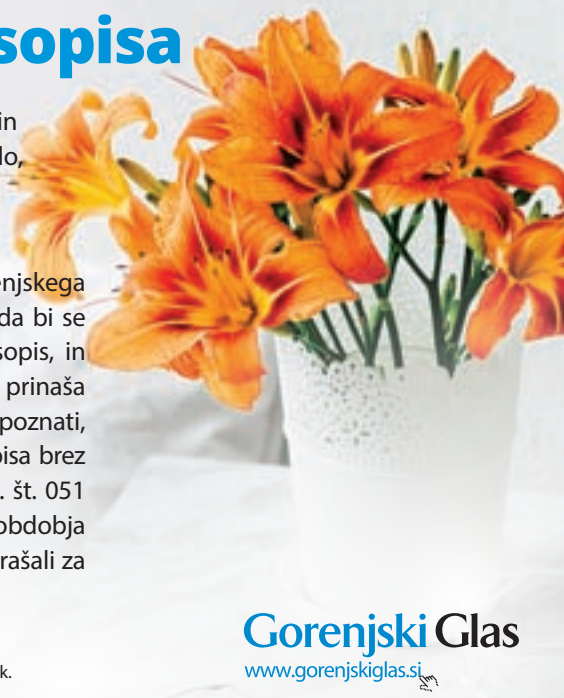 sopisa
in
lo,
enjskega
da bi se
sopis, in
prinaša
poznati,
pisa brez
. št. 051
obdobja
rašali za
k.
Gorenjski Glas
www.gorenjskiglas.si